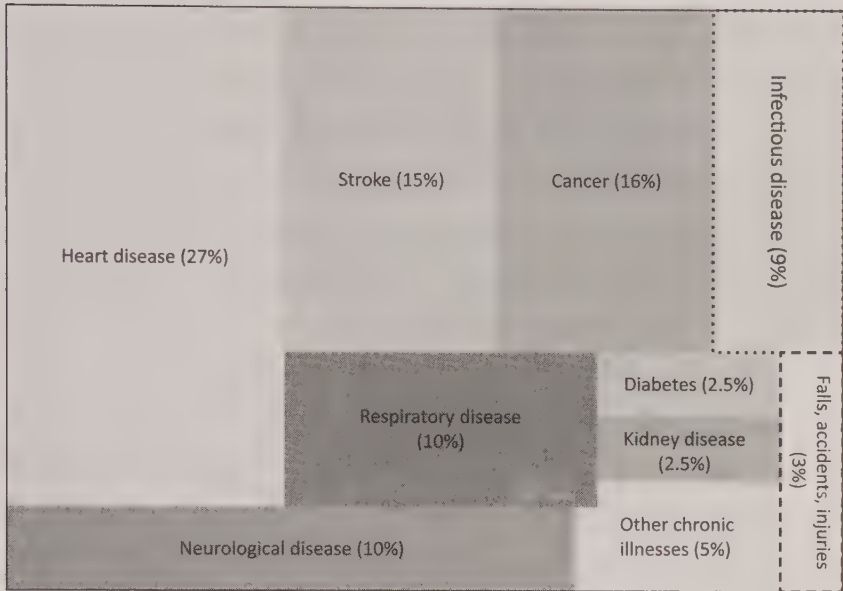 Heart disease (27%)
Stroke (15%)
Cancer (16%)
Infectious disease (9%)
Respiratory disease
(10%)
Diabetes (2.5%)
Kidney disease
(2.5%)
Falls, accidents, injuries
(3%)
Neurological disease (10%)
Other chronic
illnesses (5%)